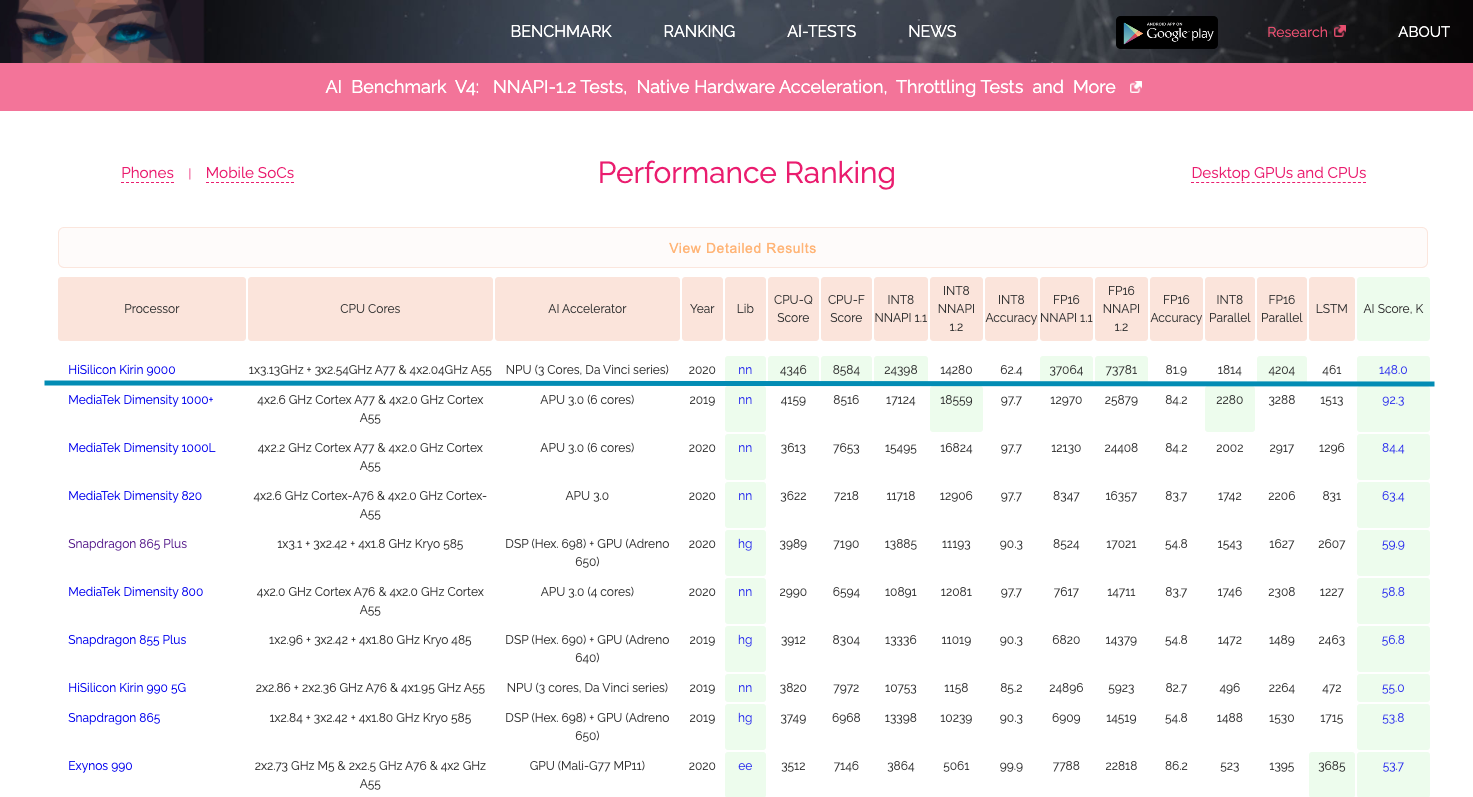 BENCHMARK RANKING AI-TESTS NEWS ANDROID APP ON Google play Research ABOUT
AI Benchmark V4: NNAPI-1.2 Tests, Native Hardware Acceleration, Throttling Tests and More
Phones | Mobile SoCs Performance Ranking Desktop GPUs and CPUs
View Detailed Results
Processor CPU Cores AI Accelerator Year Lib CPU-Q Score CPU-F Score INT8 NNAPI 1.1 INT8 NNAPI 1.2 INT8 Accuracy FP16 NNAPI 1.1 FP16 NNAPI 1.2 FP16 Accuracy INT8 Parallel FP16 Parallel LSTM AI Score, K
HiSilicon Kirin 9000 1x3.13GHz + 3x2.54GHz A77 & 4x2.04GHz A55 NPU (3 Cores, Da Vinci series) 2020 nn 4346 8584 24398 14280 62.4 37064 73781 81.9 1814 4204 461 148.0
MediaTek Dimensity 1000+ 4x2.6 GHz Cortex A77 & 4x2.0 GHz Cortex A55 APU 3.0 (6 cores) 2019 nn 4159 8516 17124 18559 97.7 12970 25879 84.2 2280 3288 1513 92.3
MediaTek Dimensity 1000L 4x2.2 GHz Cortex A77 & 4x2.0 GHz Cortex A55 APU 3.0 (6 cores) 2020 nn 3613 7653 15495 16824 97.7 12130 24408 84.2 2002 2917 1296 84.4
MediaTek Dimensity 820 4x2.6 GHz Cortex-A76 & 4x2.0 GHz Cortex-A55 APU 3.0 2020 nn 3622 7218 11718 12906 97.7 8347 16357 83.7 1742 2206 831 63.4
Snapdragon 865 Plus 1x3.1 + 3x2.42 + 4x1.8 GHz Kryo 585 DSP (Hex. 698) + GPU (Adreno 650) 2020 hg 3989 7190 13885 11193 90.3 8524 17021 54.8 1543 1627 2607 59.9
MediaTek Dimensity 800 4x2.0 GHz Cortex A76 & 4x2.0 GHz Cortex A55 APU 3.0 (4 cores) 2020 nn 2990 6594 10891 12081 97.7 7617 14711 83.7 1746 2308 1227 58.8
Snapdragon 855 Plus 1x2.96 + 3x2.42 + 4x1.80 GHz Kryo 485 DSP (Hex. 690) + GPU (Adreno 640) 2019 hg 3912 8304 13336 11019 90.3 6820 14379 54.8 1472 1489 2463 56.8
HiSilicon Kirin 990 5G 2x2.86 + 2x2.36 GHz A76 & 4x1.95 GHz A55 NPU (3 cores, Da Vinci series) 2019 nn 3820 7972 10753 1158 85.2 24896 5923 82.7 496 2264 472 55.0
Snapdragon 865 1x2.84 + 3x2.42 + 4x1.80 GHz Kryo 585 DSP (Hex. 698) + GPU (Adreno 650) 2019 hg 3749 6968 13398 10239 90.3 6909 14519 54.8 1488 1530 1715 53.8
Exynos 990 2x2.73 GHz M5 & 2x2.5 GHz A76 & 4x2 GHz A55 GPU (Mali-G77 MP11) 2020 ee 3512 7146 3864 5061 99.9 7788 22818 86.2 523 1395 3685 53.7